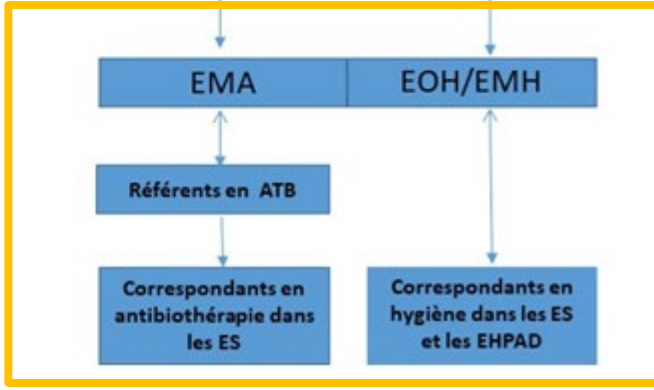 EMA
EOH/EMH
Référents en ATB
Correspondants en
antibiothérapie dans
les ES
Correspondants en
hygiène dans les ES
et les EHPAD